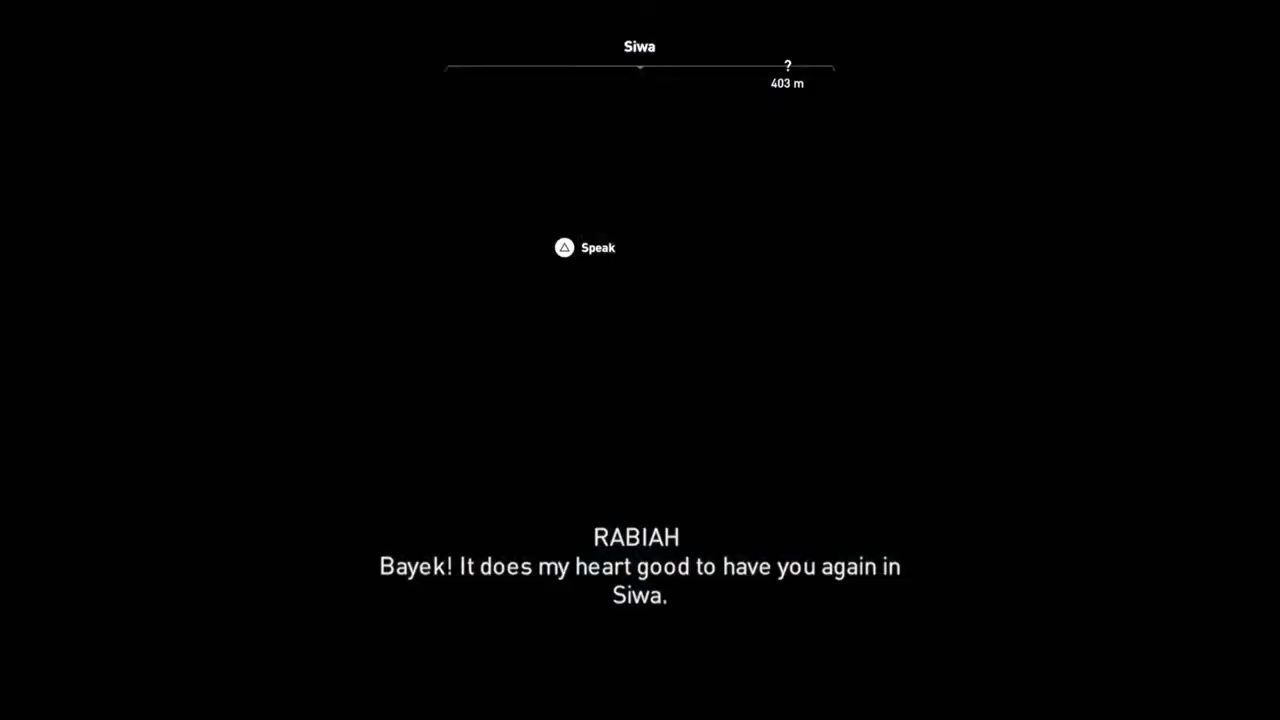 Siwa
?
403 m
Speak
RABIAH
Bayek! It does my heart good to have you again in
Siwa.